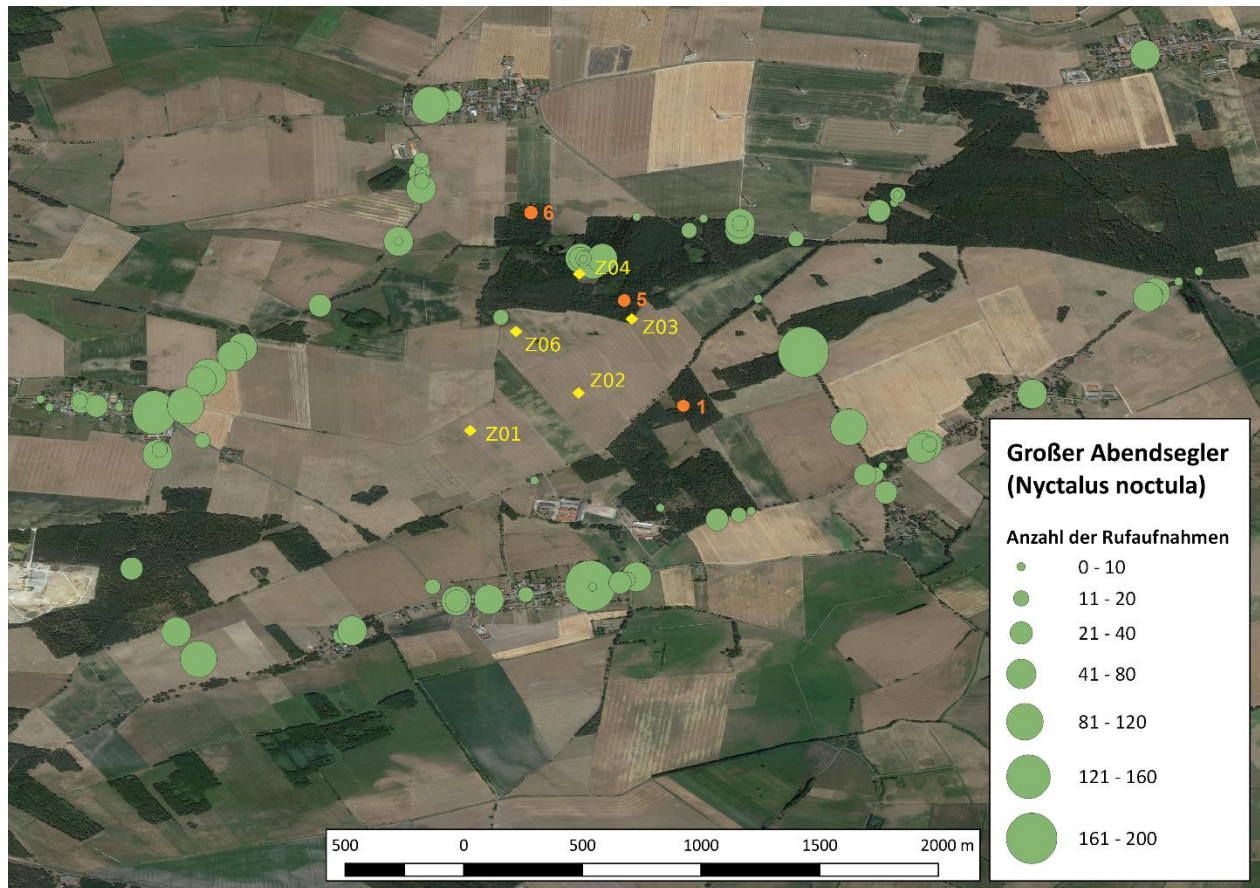 6
Z04
5
Z03
Z06
Z02
1
Z01
Großer Abendsegler
(Nyctalus noctula)
Anzahl der Rufaufnahmen
0 - 10
11 - 20
21 - 40
41 - 80
81 - 120
121 - 160
161 - 200
500 0 500 1000 1500 2000 m